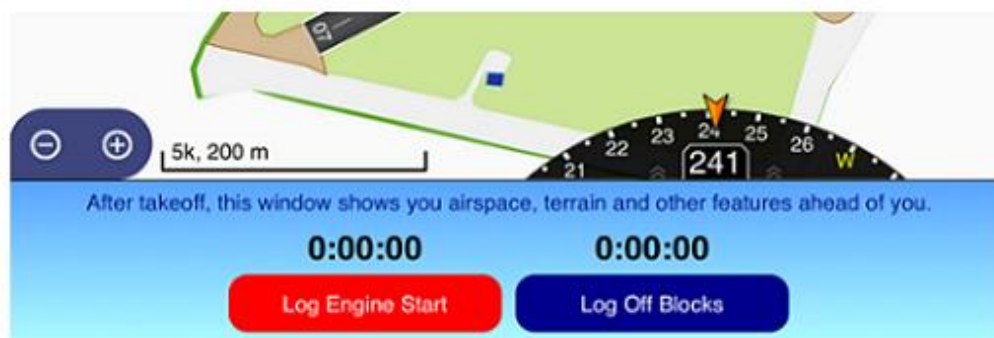 07
5k, 200 m
21 22 23 24 25 26 W
241
After takeoff, this window shows you airspace, terrain and other features ahead of you.
0:00:00 0:00:00
Log Engine Start Log Off Blocks